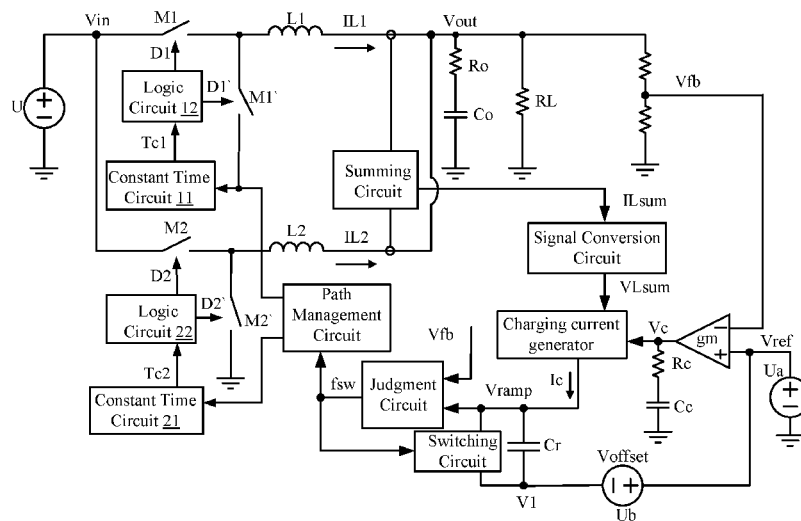 Vin
M1
L1
IL1
Vout
D1
Ro
Vfb
U
Logic
Circuit 12
D1`
M1`
Co
RL
Tc1
Constant Time
Circuit 11
Summing
Circuit
ILsum
M2
L2
IL2
Signal Conversion
Circuit
D2
VLsum
Logic
Circuit 22
D2`
M2`
Path
Management
Circuit
Vfb
Charging current
generator
Vc
gm
Vref
Rc
Ua
Tc2
Ic
Constant Time
Circuit 21
fsw
Judgment
Circuit
Vramp
Cc
Switching
Circuit
Cr
Voffset
V1
Ub